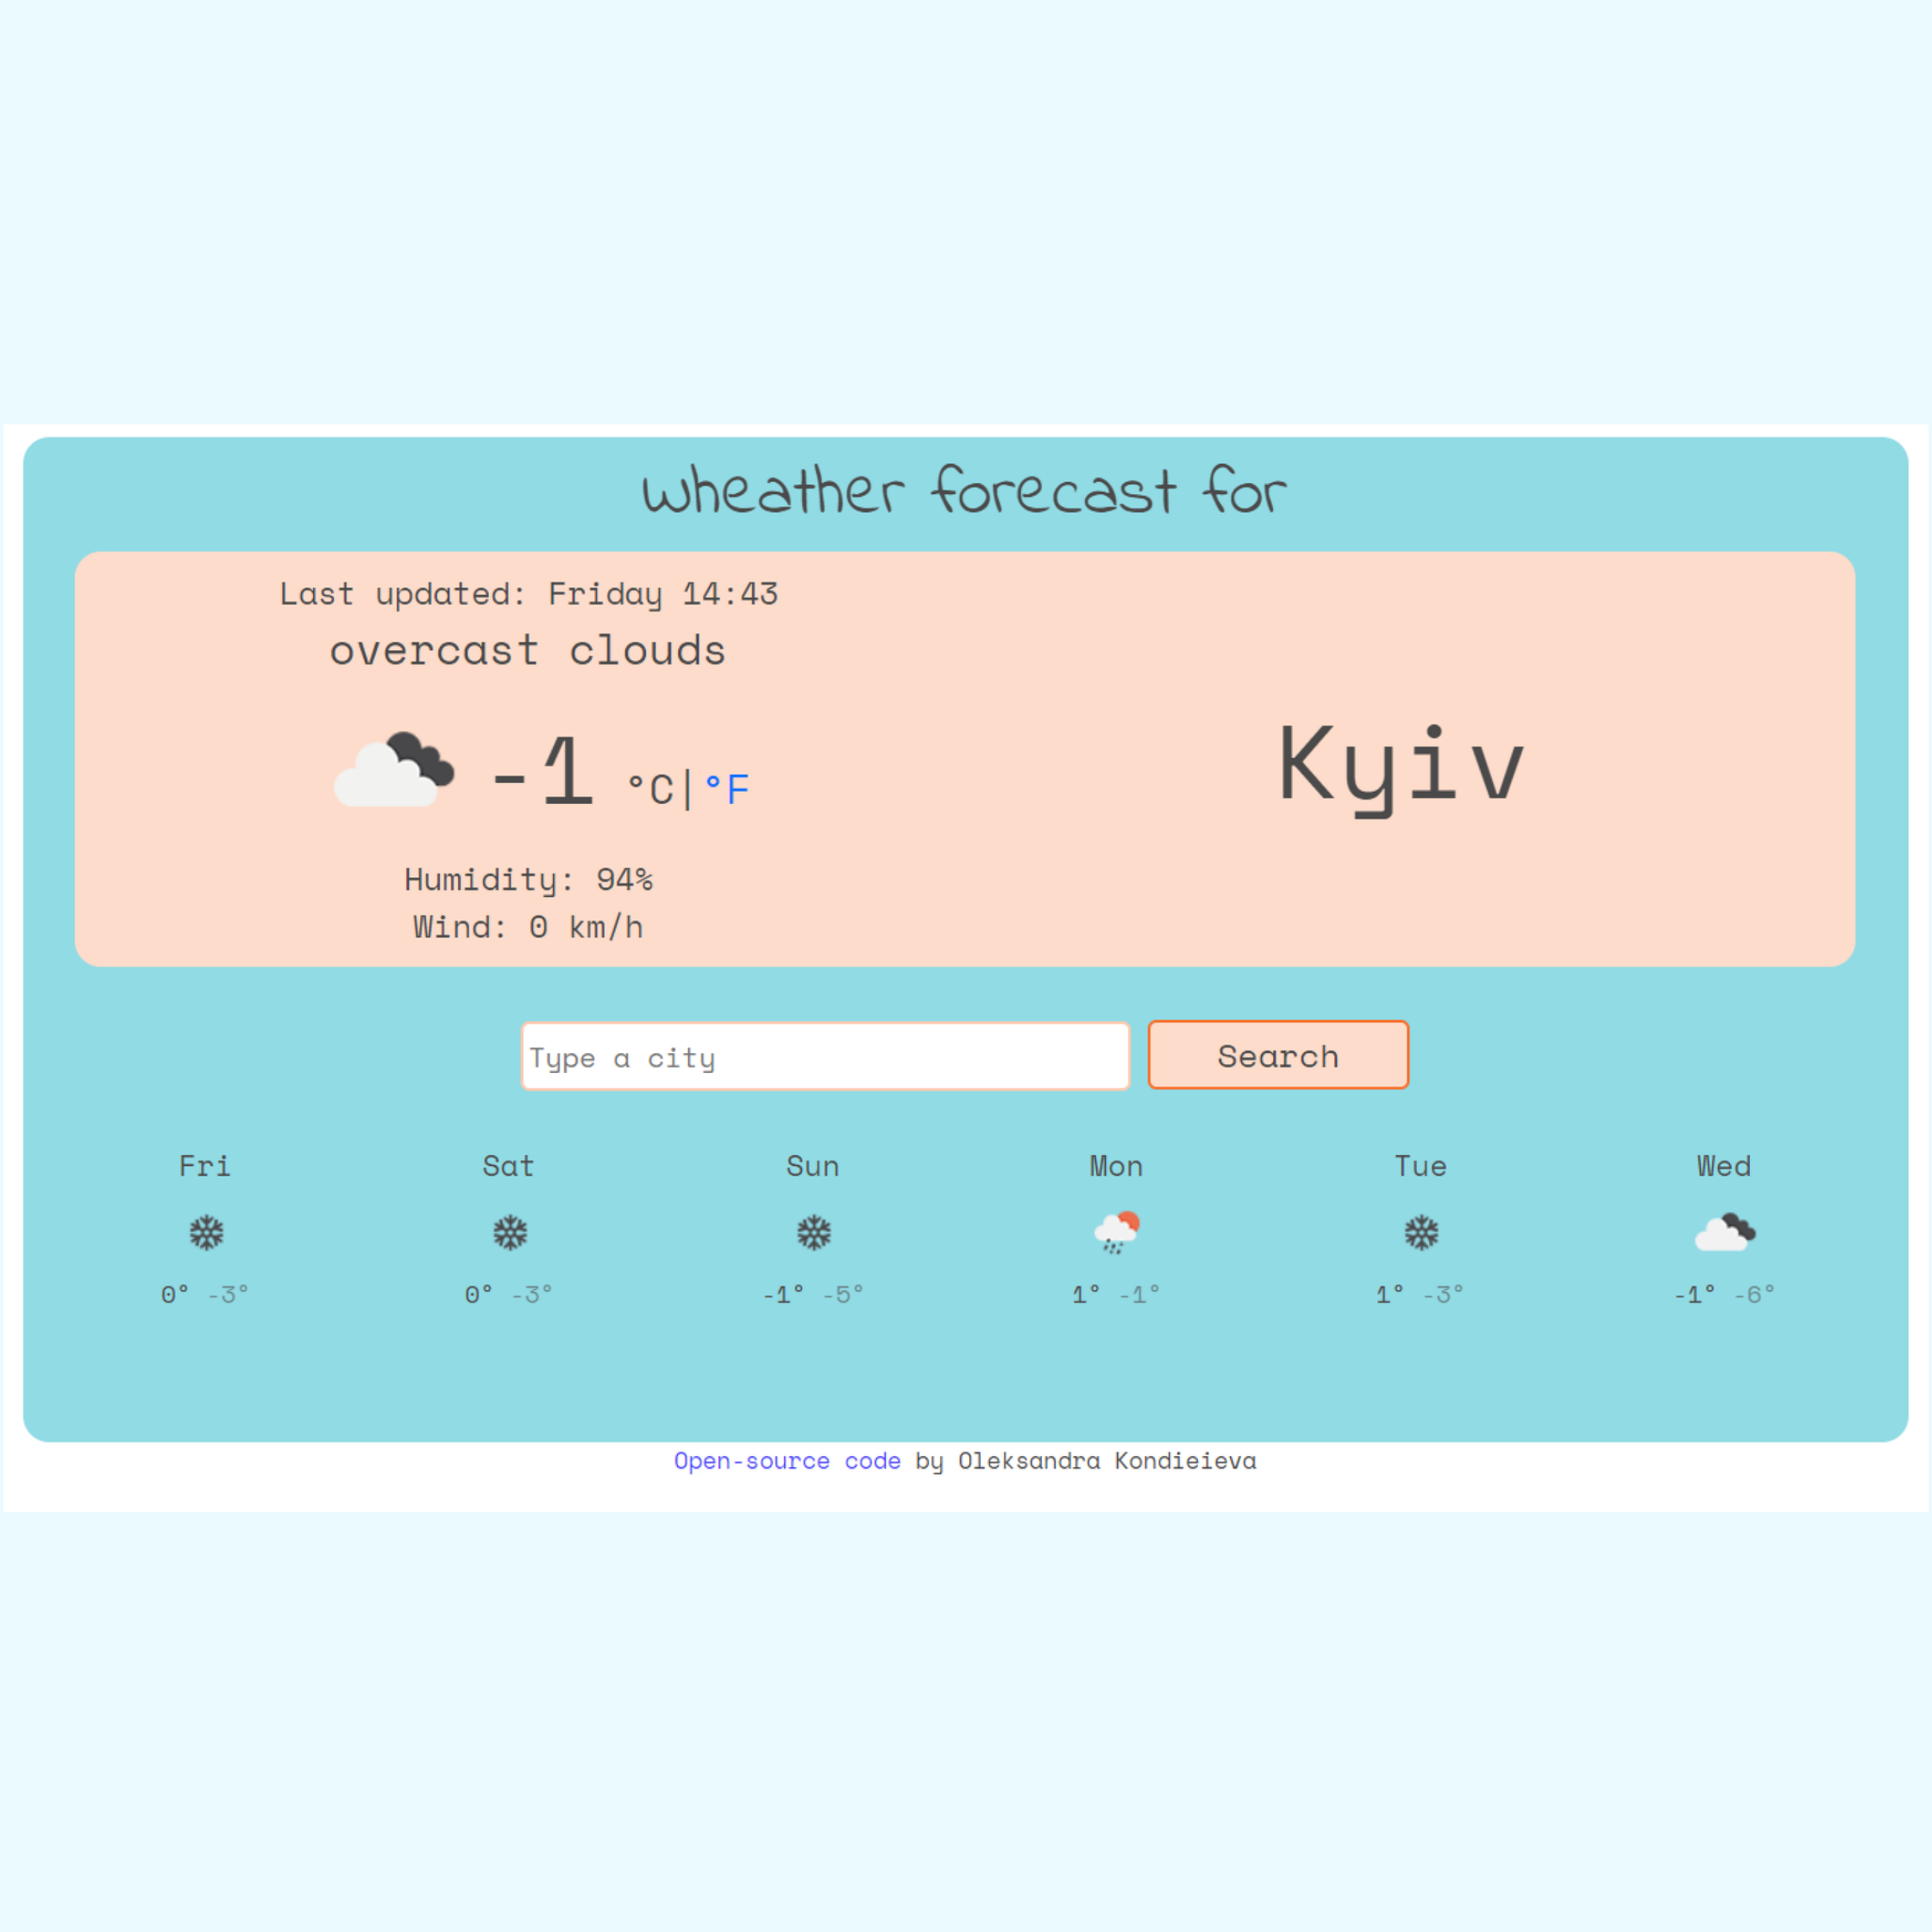 wheather forecast for
Last updated: Friday 14:43
overcast clouds
-1 °C|°F
Kyiv
Humidity: 94%
Wind: 0 km/h
Type a city
Search
Fri Sat Sun Mon Tue Wed
0° -3° 0° -3° -1° -5° 1° -1° 1° -3° -1° -6°
Open-source code by Oleksandra Kondieieva